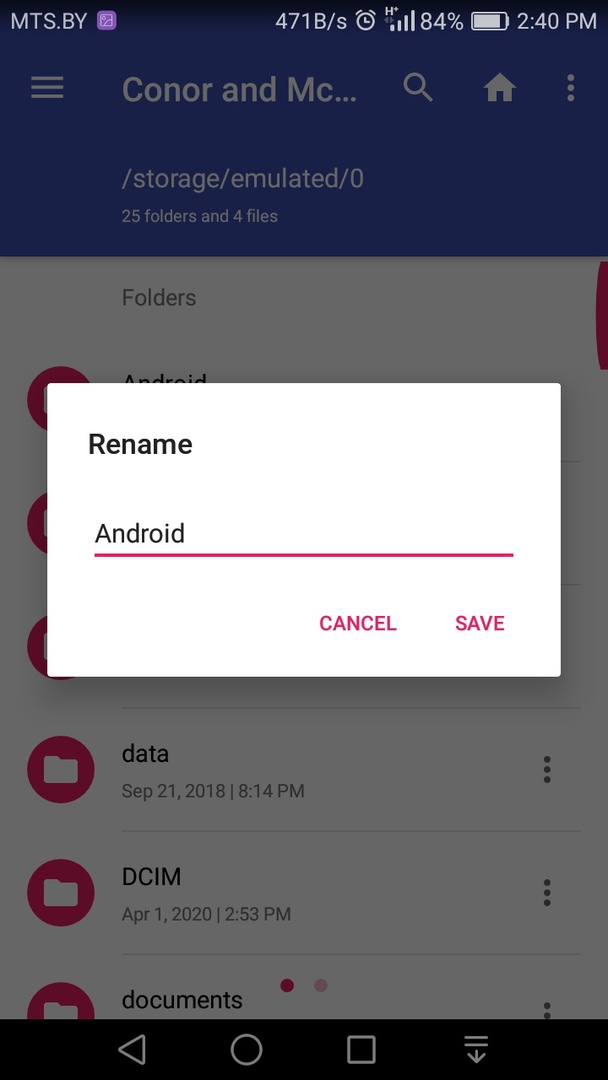 MTS.BY 471B/s H+ 84% 2:40 PM
Conor and Mc...
/storage/emulated/0
25 folders and 4 files
Folders
Android
Rename
Android
CANCEL SAVE
data
Sep 21, 2018 | 8:14 PM
DCIM
Apr 1, 2020 | 2:53 PM
documents